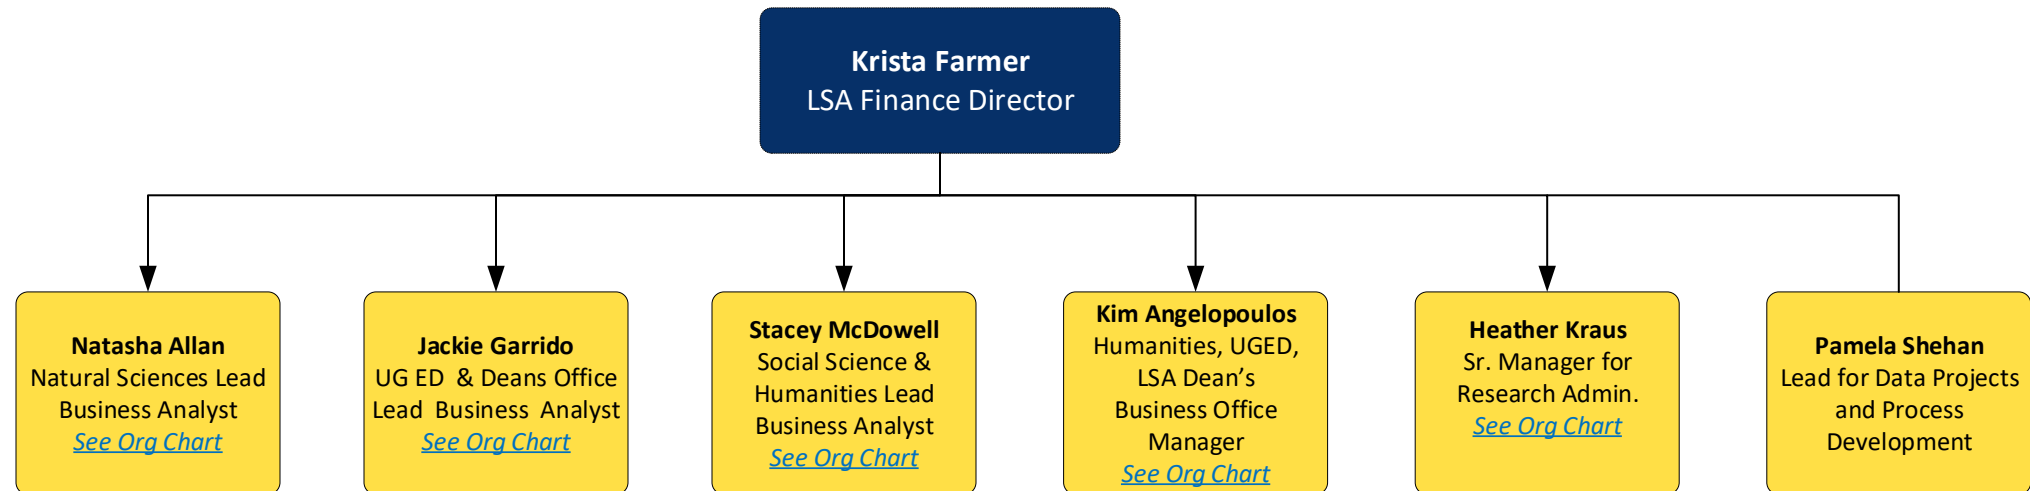 Krista Farmer
LSA Finance Director
Natasha Allan
Natural Sciences Lead
Business Analyst
See Org Chart
Jackie Garrido
UG ED & Deans Office
Lead Business Analyst
See Org Chart
Stacey McDowell
Social Science &
Humanities Lead
Business Analyst
See Org Chart
Kim Angelopoulos
Humanities, UGED,
LSA Dean’s
Business Office
Manager
See Org Chart
Heather Kraus
Sr. Manager for
Research Admin.
See Org Chart
Pamela Shehan
Lead for Data Projects
and Process
Development